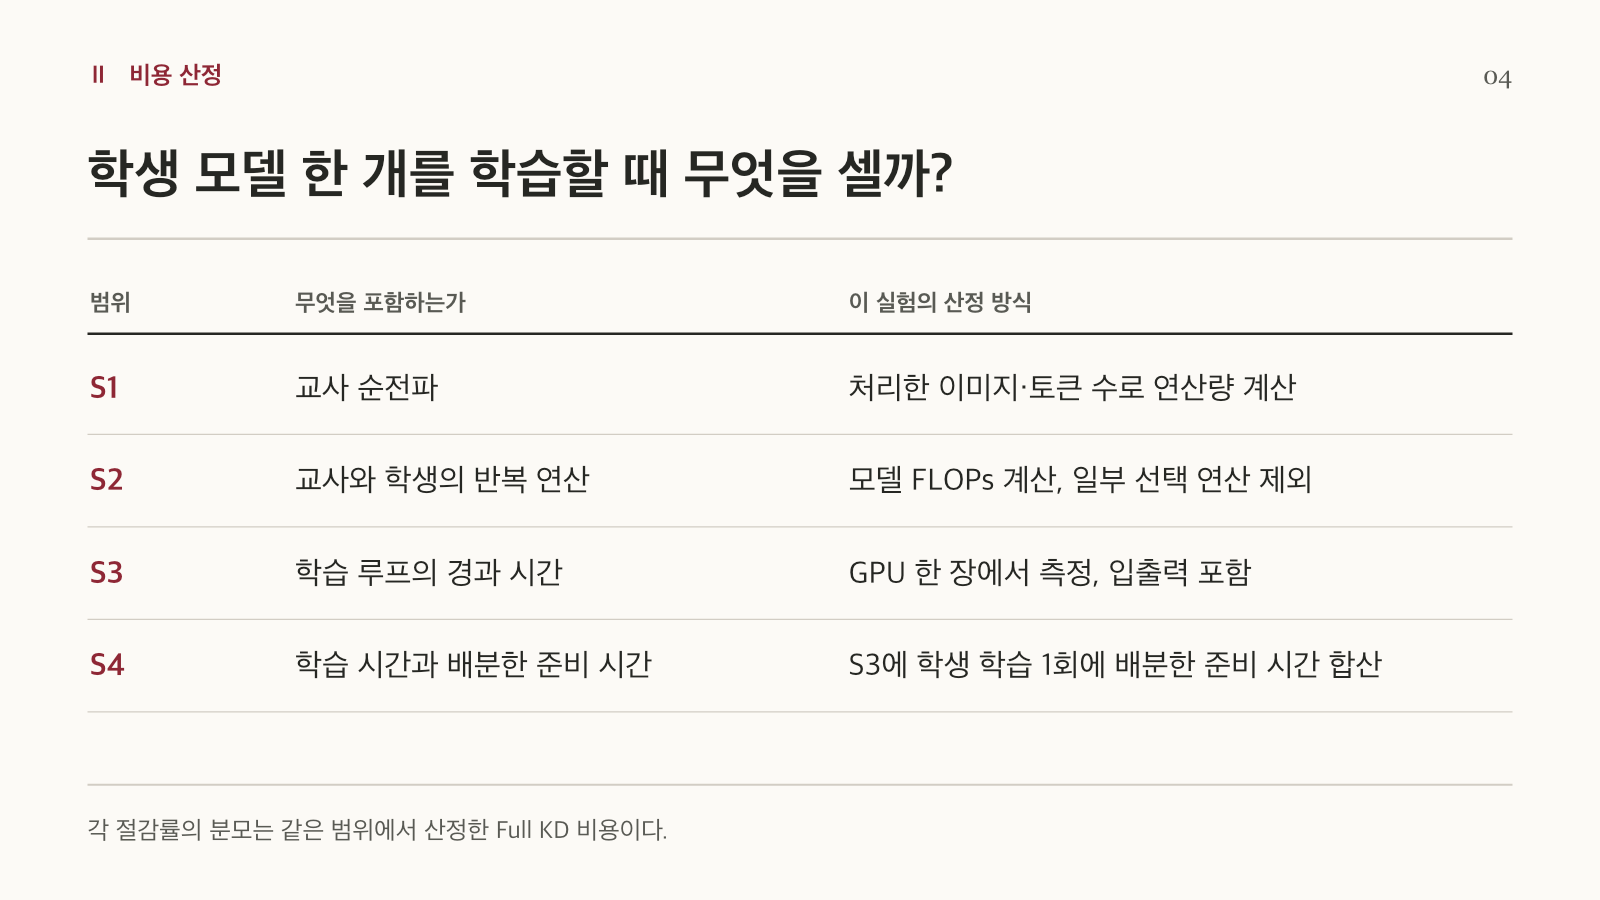 II 비용 산정
04
학생 모델 한 개를 학습할 때 무엇을 셀까?
범위 무엇을 포함하는가 이 실험의 산정 방식
S1 교사 순전파 처리한 이미지·토큰 수로 연산량 계산
S2 교사와 학생의 반복 연산 모델 FLOPs 계산, 일부 선택 연산 제외
S3 학습 루프의 경과 시간 GPU 한 장에서 측정, 입출력 포함
S4 학습 시간과 배분한 준비 시간 S3에 학생 학습 1회에 배분한 준비 시간 합산
각 절감률의 분모는 같은 범위에서 산정한 Full KD 비용이다.